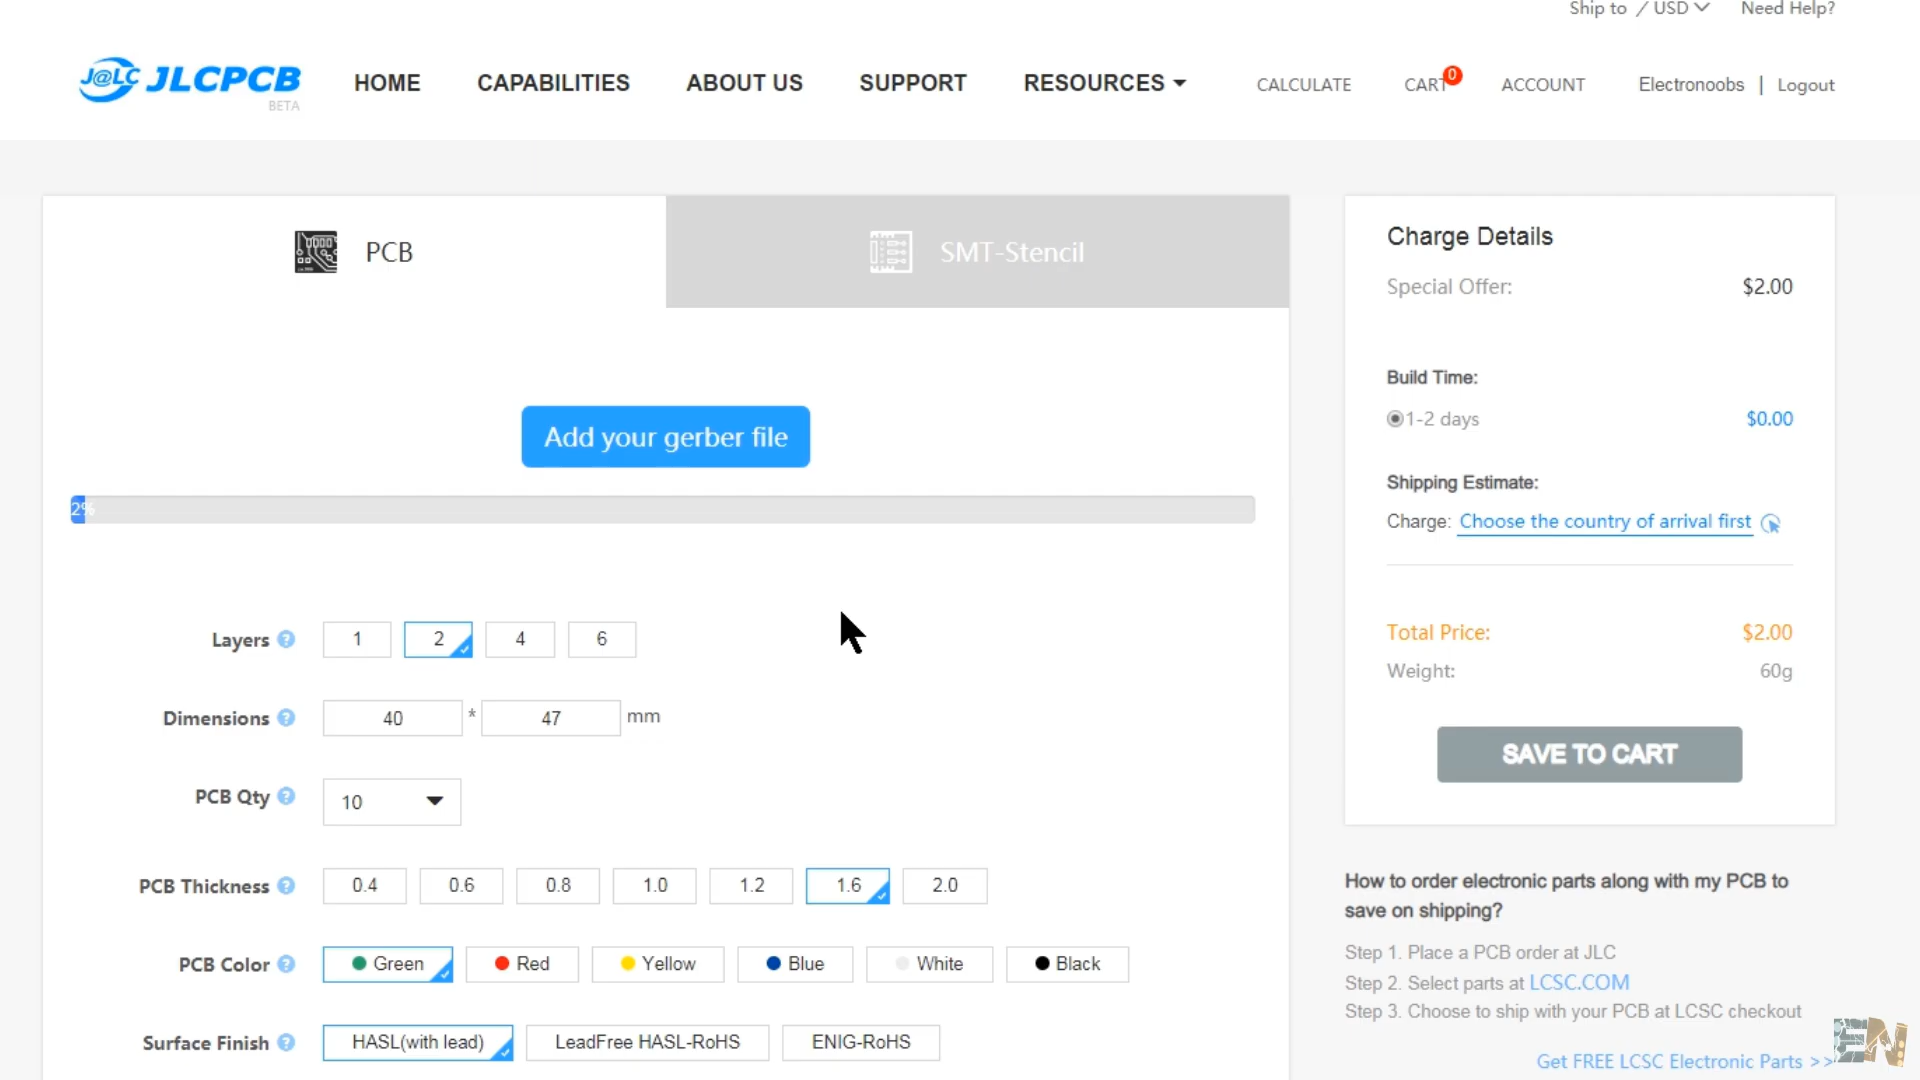 Ship to / USD Need Help?
J@LC JLCPCB
BETA
HOME CAPABILITIES ABOUT US SUPPORT RESOURCES CALCULATE CART 0 ACCOUNT Electronoobs | Logout
PCB SMT-Stencil
Add your gerber file
2%
Layers ? 1 2 4 6
Dimensions ? 40 * 47 mm
PCB Qty ? 10
PCB Thickness ? 0.4 0.6 0.8 1.0 1.2 1.6 2.0
PCB Color ? Green Red Yellow Blue White Black
Surface Finish ? HASL(with lead) LeadFree HASL-RoHS ENIG-RoHS
Charge Details
Special Offer: $2.00
Build Time:
1-2 days $0.00
Shipping Estimate:
Charge: Choose the country of arrival first
Total Price: $2.00
Weight: 60g
SAVE TO CART
How to order electronic parts along with my PCB to
save on shipping?
Step 1. Place a PCB order at JLC
Step 2. Select parts at LCSC.COM
Step 3. Choose to ship with your PCB at LCSC checkout
Get FREE LCSC Electronic Parts >>
EN